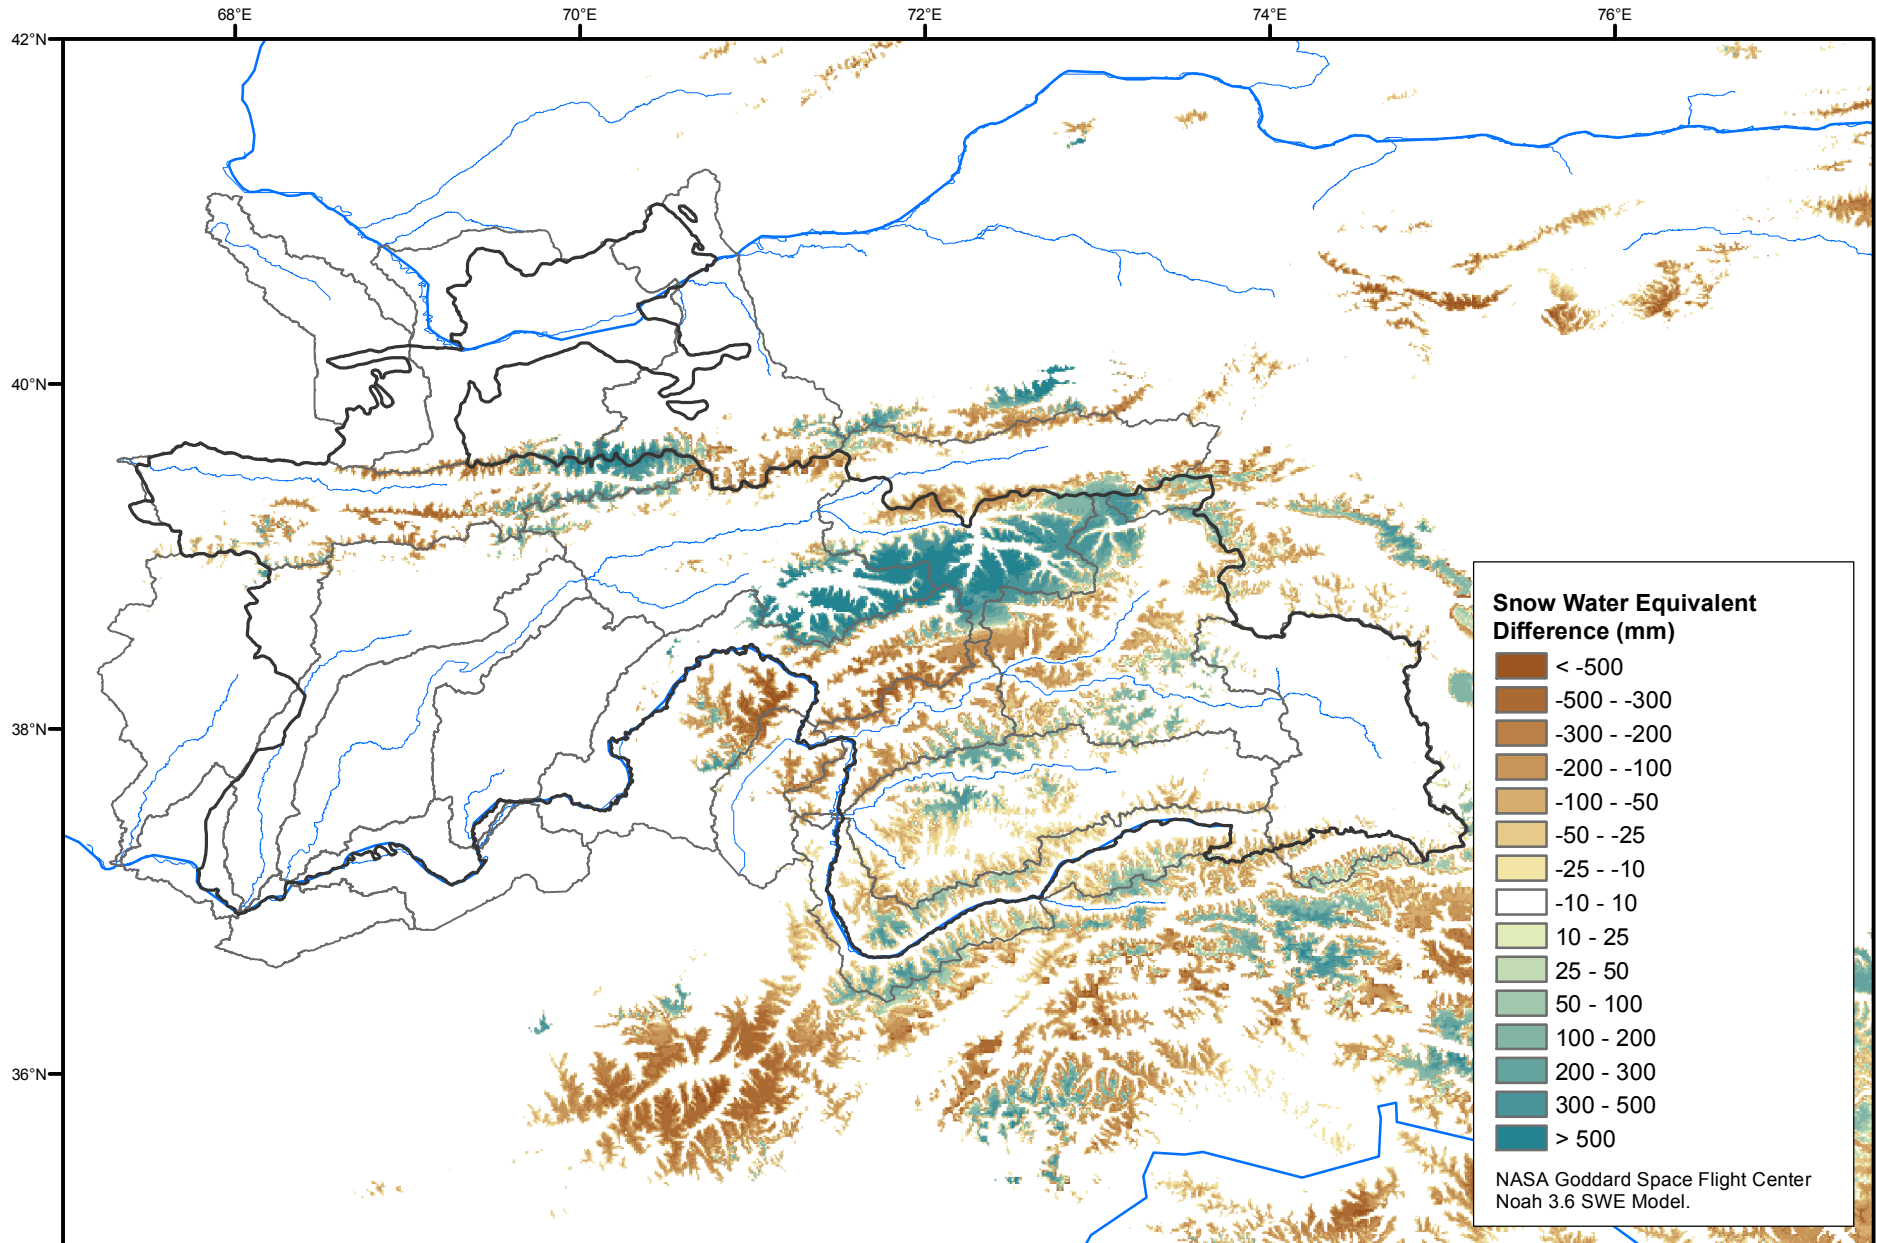 68°E 70°E 72°E 74°E 76°E
42°N
40°N
38°N
36°N
Snow Water Equivalent
Difference (mm)
< -500
-500 - -300
-300 - -200
-200 - -100
-100 - -50
-50 - -25
-25 - -10
-10 - 10
10 - 25
25 - 50
50 - 100
100 - 200
200 - 300
300 - 500
> 500
NASA Goddard Space Flight Center
Noah 3.6 SWE Model.